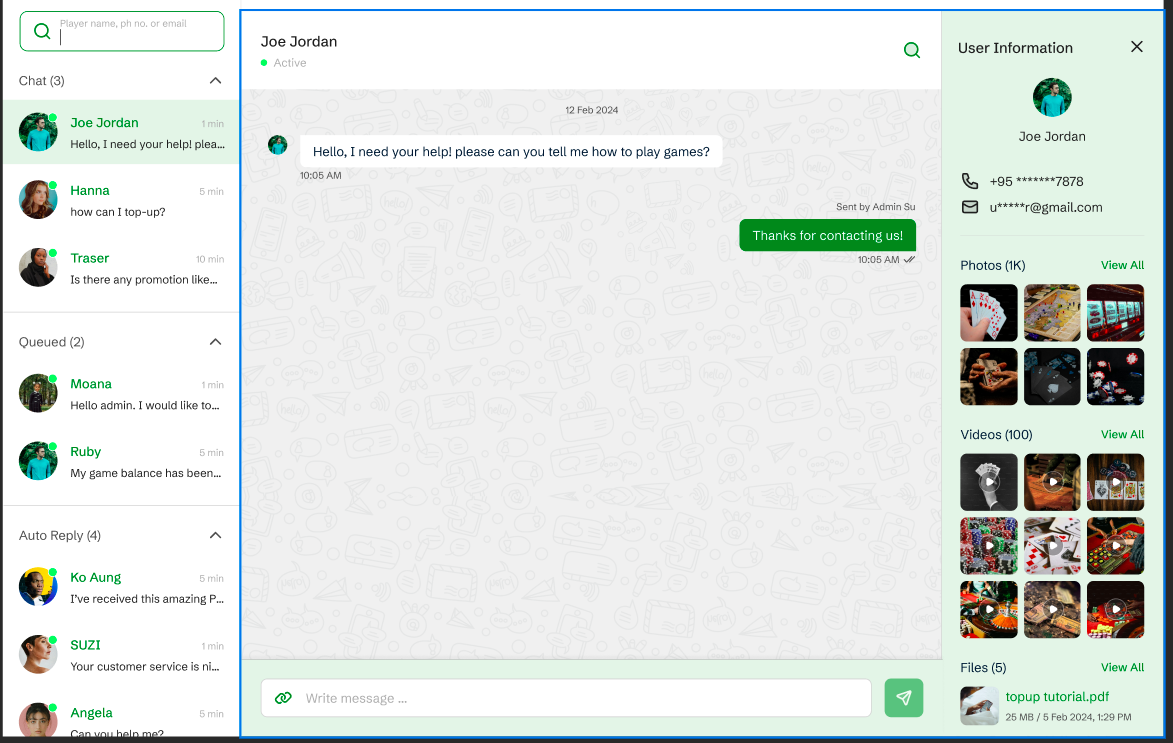 Player name, ph no. or email
Chat (3)
Joe Jordan
1 min
Hello, I need your help! plea...
Hanna
5 min
how can I top-up?
Traser
10 min
Is there any promotion like...
Queued (2)
Moana
1 min
Hello admin. I would like to...
Ruby
5 min
My game balance has been...
Auto Reply (4)
Ko Aung
5 min
I've received this amazing P...
SUZI
1 min
Your customer service is ni...
Angela
5 min
Can you help me?
Joe Jordan
Active
12 Feb 2024
Hello, I need your help! please can you tell me how to play games?
10:05 AM
Sent by Admin Su
Thanks for contacting us!
10:05 AM
Write message ...
User Information
Joe Jordan
+95 *******7878
u*****r@gmail.com
Photos (1K)
View All
Videos (100)
View All
Files (5)
View All
topup tutorial.pdf
25 MB / 5 Feb 2024, 1:29 PM